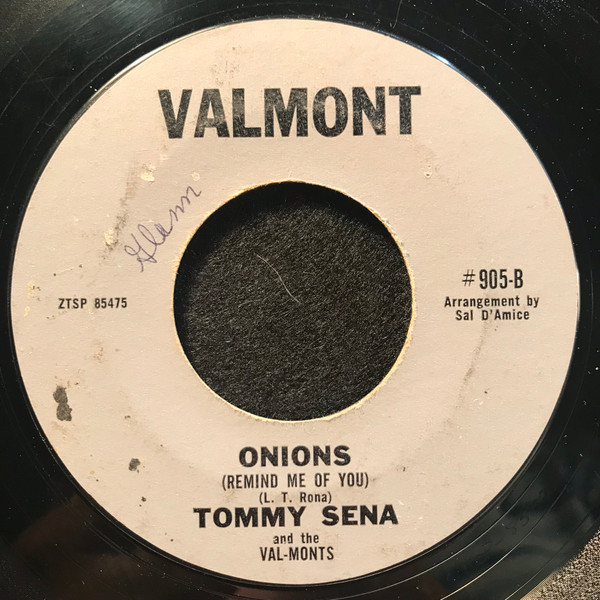 VALMONT
ZTSP 85475
#905-B
Arrangement by
Sal D'Amice
ONIONS
(REMIND ME OF YOU)
(L. T. Rona)
TOMMY SENA
and the
VAL-MONTS